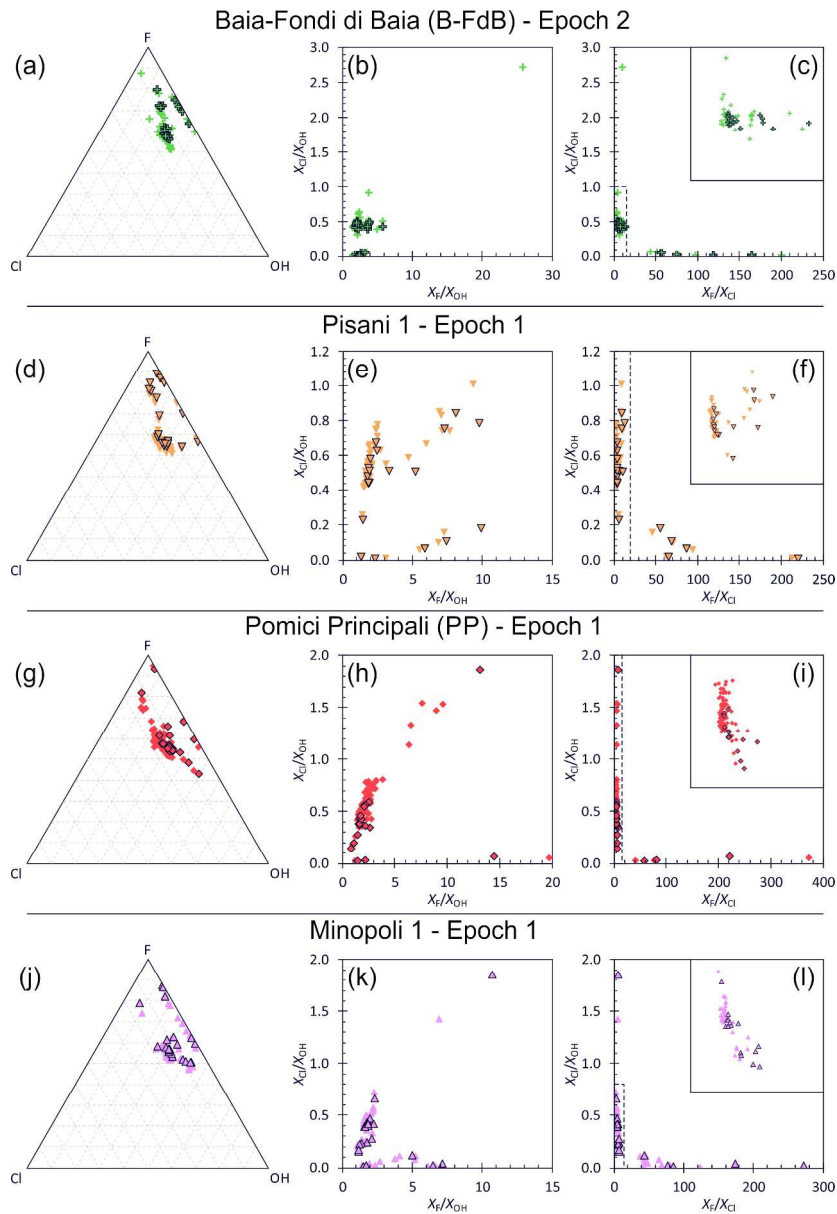 Baia-Fondi di Baia (B-FdB) - Epoch 2
(a) F Cl OH
(b) 3.0 2.5 2.0 1.5 1.0 0.5 0.0 XCl/XOH
0 10 20 30
XF/XOH
(c) 3.0 2.5 2.0 1.5 1.0 0.5 0.0 XCl/XOH
0 50 100 150 200 250
XF/XCl
Pisani 1 - Epoch 1
(d) F Cl OH
(e) 1.2 1.0 0.8 0.6 0.4 0.2 0.0 XCl/XOH
0 5 10 15
XF/XOH
(f) 1.2 1.0 0.8 0.6 0.4 0.2 0.0 XCl/XOH
0 50 100 150 200 250
XF/XCl
Pomici Principali (PP) - Epoch 1
(g) F Cl OH
(h) 2.0 1.5 1.0 0.5 0.0 XCl/XOH
0 5 10 15 20
XF/XOH
(i) 2.0 1.5 1.0 0.5 0.0 XCl/XOH
0 100 200 300 400
XF/XCl
Minopoli 1 - Epoch 1
(j) F Cl OH
(k) 2.0 1.5 1.0 0.5 0.0 XCl/XOH
0 5 10 15
XF/XOH
(l) 2.0 1.5 1.0 0.5 0.0 XCl/XOH
0 100 200 300
XF/XCl